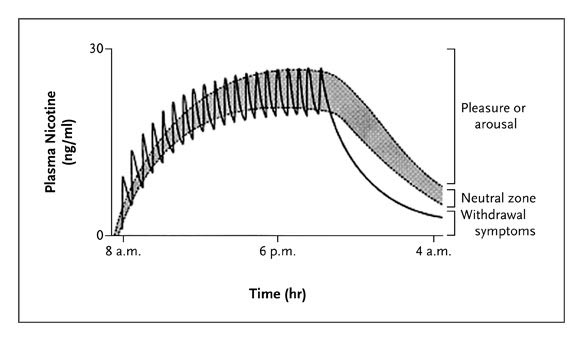 30
Plasma Nicotine
(ng/ml)
0
8 a.m.
6 p.m.
4 a.m.
Time (hr)
Pleasure or
arousal
Neutral zone
Withdrawal
symptoms